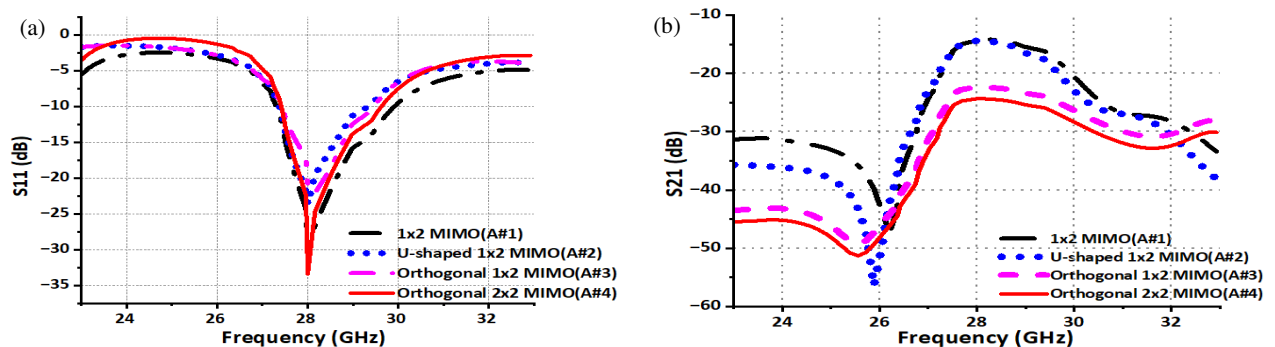 (a)
0
−5
−10
−15
−20
−25
−30
−35
S11 (dB)
1x2 MIMO(A#1)
U-shaped 1x2 MIMO(A#2)
Orthogonal 1x2 MIMO(A#3)
Orthogonal 2x2 MIMO(A#4)
24 26 28 30 32
Frequency (GHz)
(b)
−10
−20
−30
−40
−50
−60
S21 (dB)
1x2 MIMO(A#1)
U-shaped 1x2 MIMO(A#2)
Orthogonal 1x2 MIMO(A#3)
Orthogonal 2x2 MIMO(A#4)
24 26 28 30 32
Frequency (GHz)